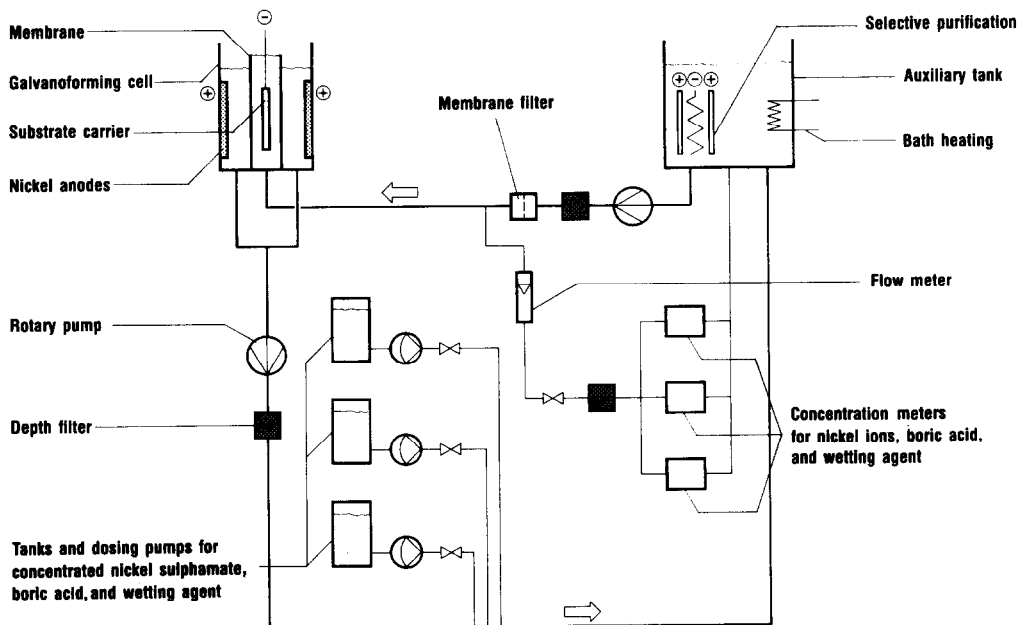 Membrane
Galvanoforming cell
Substrate carrier
Nickel anodes
Rotary pump
Depth filter
Tanks and dosing pumps for
concentrated nickel sulphamate,
boric acid, and wetting agent
Membrane filter
Selective purification
Auxiliary tank
Bath heating
Flow meter
Concentration meters
for nickel ions, boric acid,
and wetting agent